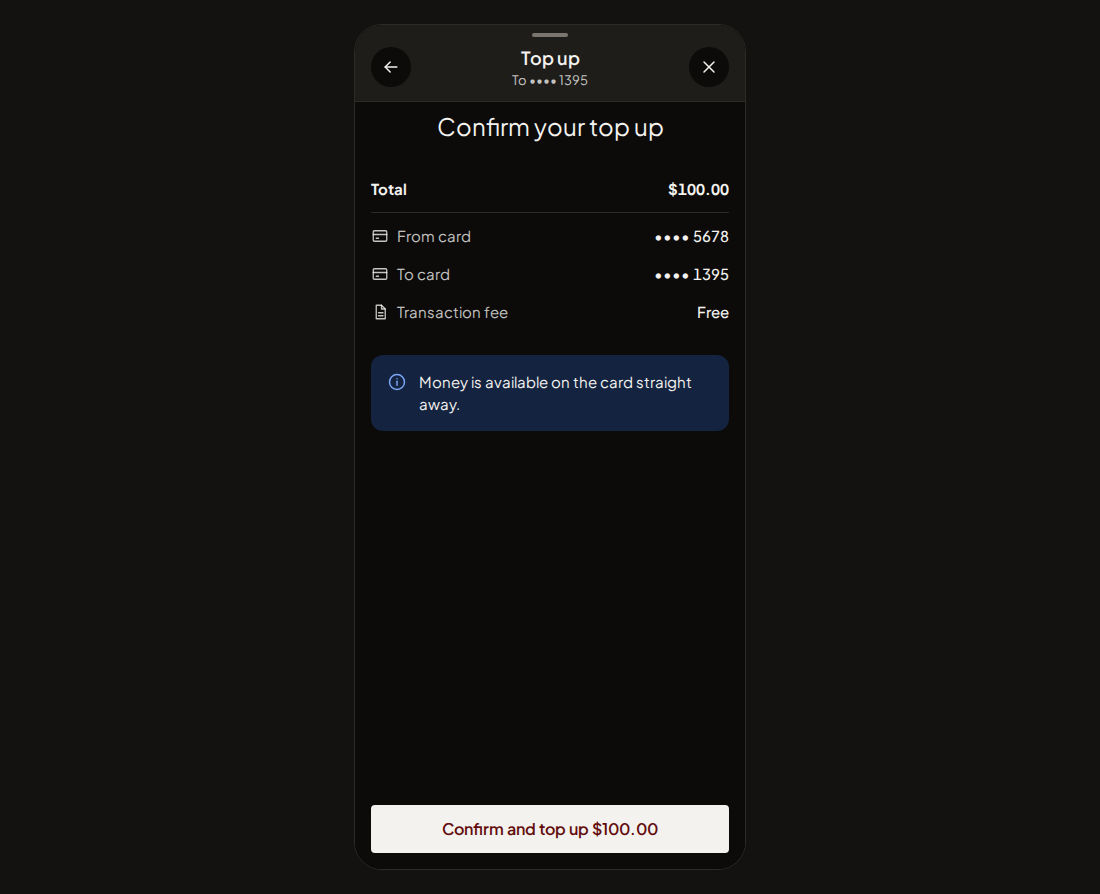 Top up
To •••• 1395
Confirm your top up
Total $100.00
From card •••• 5678
To card •••• 1395
Transaction fee Free
Money is available on the card straight
away.
Confirm and top up $100.00